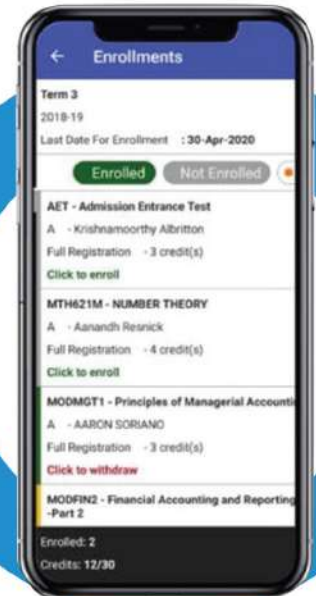 Enrollments
Term 3
2018-19
Last Date For Enrollment : 30-Apr-2020
Enrolled Not Enrolled
AET - Admission Entrance Test
A - Krishnamoorthy Albritton
Full Registration - 3 credit(s)
Click to enroll
MTH621M - NUMBER THEORY
A - Aanandh Resnick
Full Registration - 4 credit(s)
Click to enroll
MODMGT1 - Principles of Managerial Accounti
A - AARON SORIANO
Full Registration - 3 credit(s)
Click to withdraw
MODFIN2 - Financial Accounting and Reporting
-Part 2
Enrolled: 2
Credits: 12/30